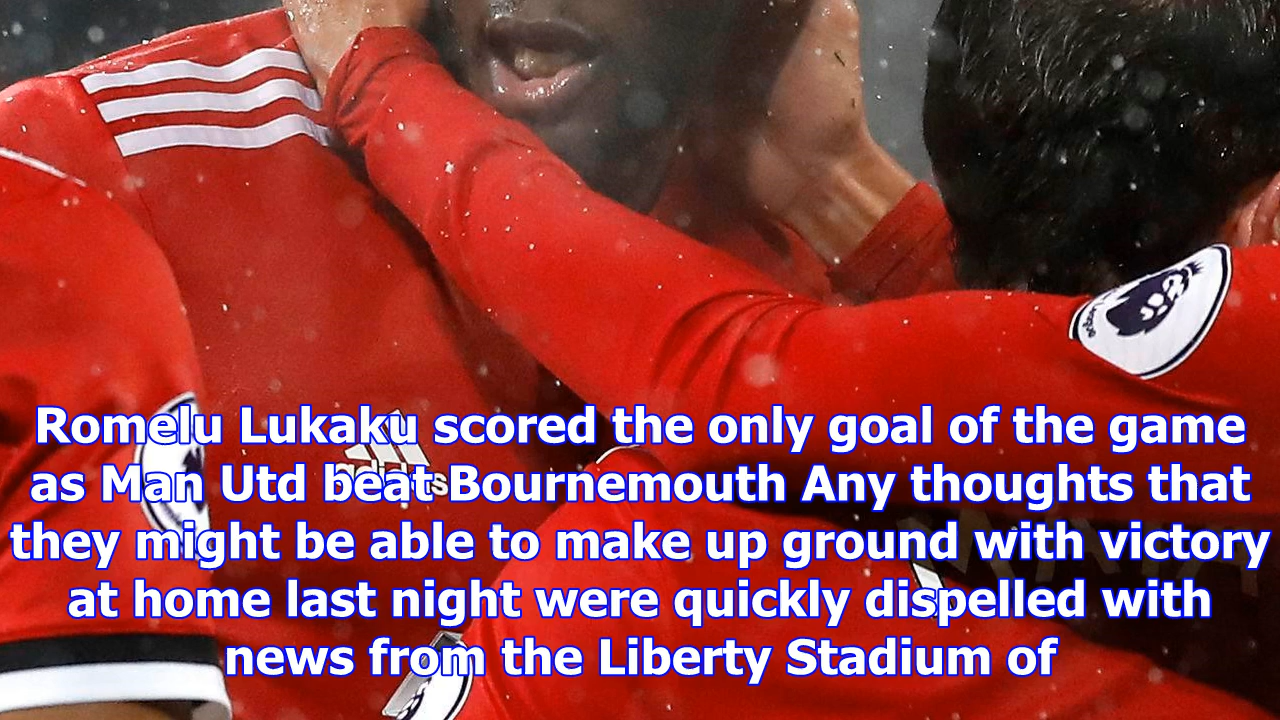 Romelu Lukaku scored the only goal of the game
as Man Utd beat Bournemouth Any thoughts that
they might be able to make up ground with victory
at home last night were quickly dispelled with
news from the Liberty Stadium of